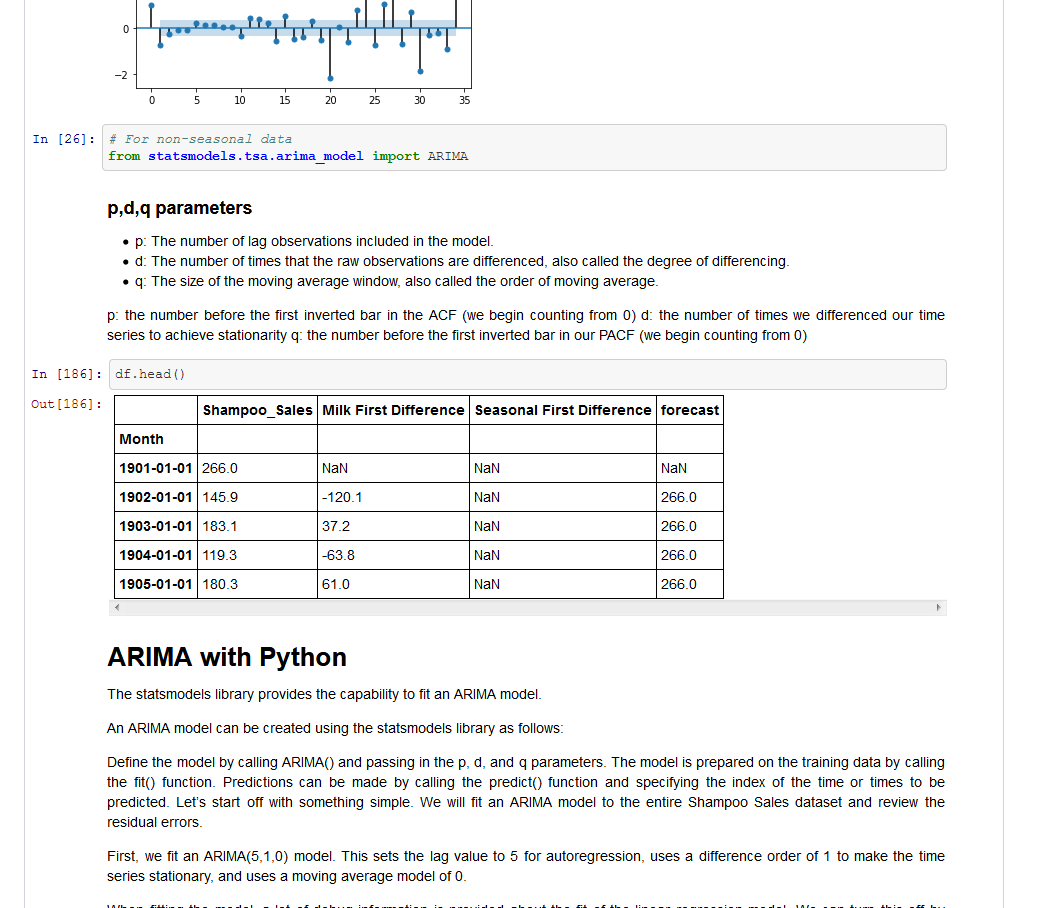 0
−2
0 5 10 15 20 25 30 35
In [26]: # For non-seasonal data
from statsmodels.tsa.arima_model import ARIMA
p,d,q parameters
• p: The number of lag observations included in the model.
• d: The number of times that the raw observations are differenced, also called the degree of differencing.
• q: The size of the moving average window, also called the order of moving average.
p: the number before the first inverted bar in the ACF (we begin counting from 0) d: the number of times we differenced our time
series to achieve stationarity q: the number before the first inverted bar in our PACF (we begin counting from 0)
In [186]: df.head()
Out[186]:
Shampoo_Sales Milk First Difference Seasonal First Difference forecast
Month
1901-01-01 266.0 NaN NaN NaN
1902-01-01 145.9 -120.1 NaN 266.0
1903-01-01 183.1 37.2 NaN 266.0
1904-01-01 119.3 -63.8 NaN 266.0
1905-01-01 180.3 61.0 NaN 266.0
ARIMA with Python
The statsmodels library provides the capability to fit an ARIMA model.
An ARIMA model can be created using the statsmodels library as follows:
Define the model by calling ARIMA() and passing in the p, d, and q parameters. The model is prepared on the training data by calling
the fit() function. Predictions can be made by calling the predict() function and specifying the index of the time or times to be
predicted. Let’s start off with something simple. We will fit an ARIMA model to the entire Shampoo Sales dataset and review the
residual errors.
First, we fit an ARIMA(5,1,0) model. This sets the lag value to 5 for autoregression, uses a difference order of 1 to make the time
series stationary, and uses a moving average model of 0.